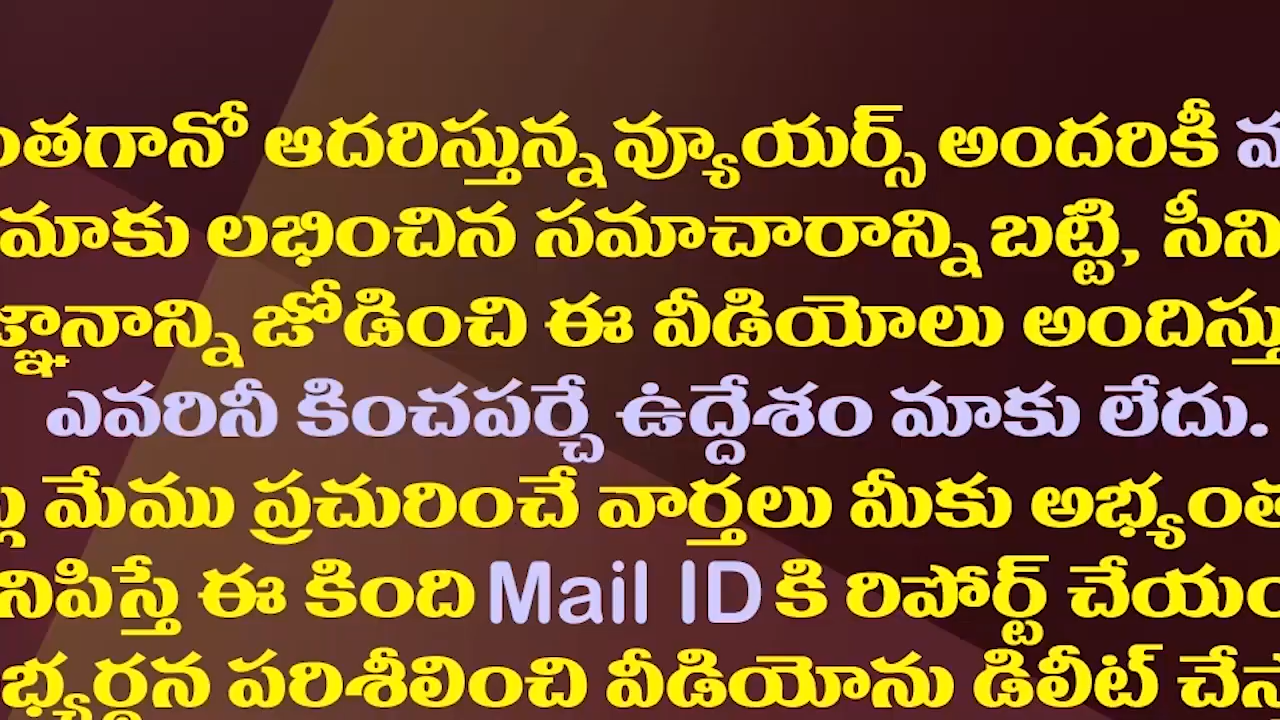 ంతగానో ఆదరిస్తున్న వ్యూయర్స్ అందరికీ
మాకు లభించిన సమాచారాన్ని బట్టి, సీని
జ్ఞానాన్ని జోడించి ఈ వీడియోలు అందిస్తు
ఎవరినీ కించపర్చే ఉద్దేశం మాకు లేదు.
మేము ప్రచురించే వార్తలు మీకు అభ్యంత
నిపిస్తే ఈ కింది Mail ID కి రిపోర్ట్ చేయం
భ్యర్థన పరిశీలించి వీడియోను డిలీట్ చేస